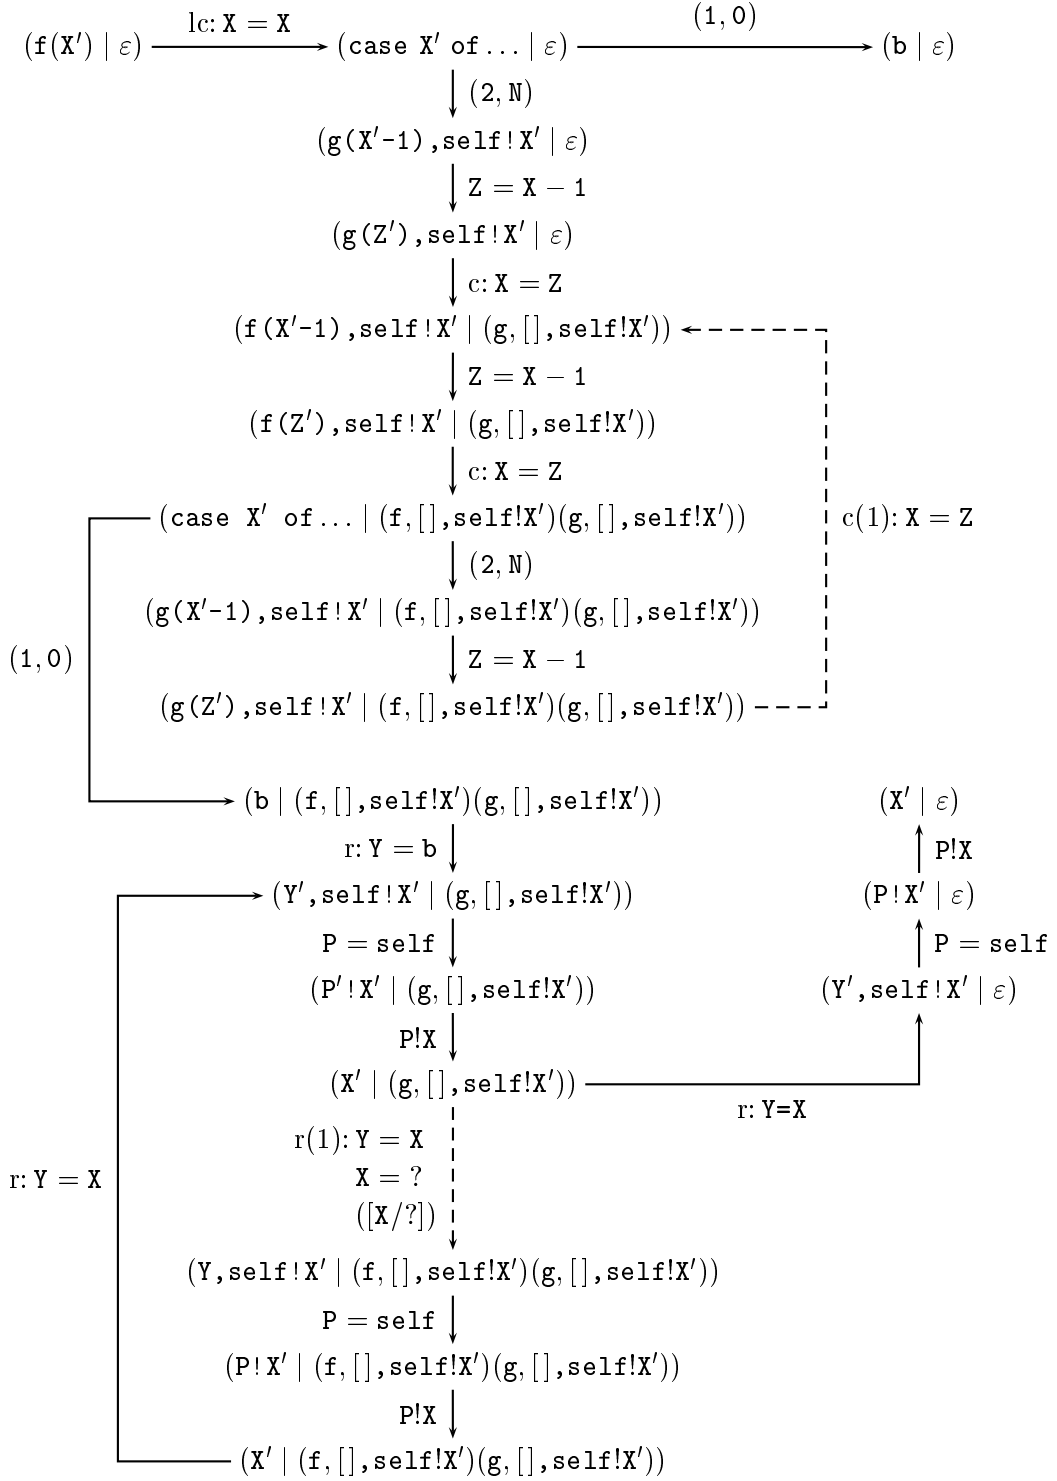 lc: X = X
(1, 0)
(f(X′) | ε)
(case X′ of... | ε)
(b | ε)
(2, N)
(g(X′-1),self!X′ | ε)
Z = X − 1
(g(Z′),self!X′ | ε)
c: X = Z
(f(X′-1),self!X′ | (g, [],self!X′))
Z = X − 1
(f(Z′),self!X′ | (g, [],self!X′))
c: X = Z
(case X′ of... | (f, [],self!X′)(g, [],self!X′))
c(1): X = Z
(2, N)
(g(X′-1),self!X′ | (f, [],self!X′)(g, [],self!X′))
(1, 0)
Z = X − 1
(g(Z′),self!X′ | (f, [],self!X′)(g, [],self!X′))
(b | (f, [],self!X′)(g, [],self!X′))
(X′ | ε)
r: Y = b
P!X
(Y′,self!X′ | (g, [],self!X′))
(P!X′ | ε)
P = self
P = self
(P′!X′ | (g, [],self!X′))
(Y′,self!X′ | ε)
P!X
(X′ | (g, [],self!X′))
r: Y=X
r(1): Y = X
X = ?
([X/?])
r: Y = X
(Y,self!X′ | (f, [],self!X′)(g, [],self!X′))
P = self
(P!X′ | (f, [],self!X′)(g, [],self!X′))
P!X
(X′ | (f, [],self!X′)(g, [],self!X′))